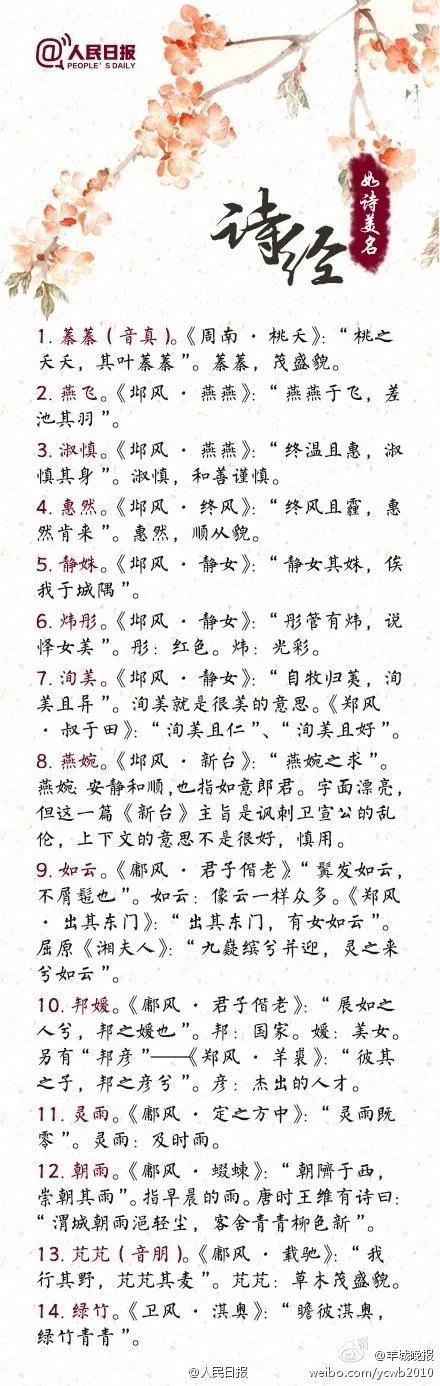 @人民日报
PEOPLE'S DAILY
诗经
如诗美名
1. 蓁蓁（音真）。《周南·桃夭》：“桃之
夭夭，其叶蓁蓁”。蓁蓁，茂盛貌。
2. 燕飞。《邶风·燕燕》：“燕燕于飞，差
池其羽”。
3. 淑慎。《邶风·燕燕》：“终温且惠，淑
慎其身”。淑慎，和善谨慎。
4. 惠然。《邶风·终风》：“终风且霾，惠
然肯来”。惠然，顺从貌。
5. 静姝。《邶风·静女》：“静女其姝，俟
我于城隅”。
6. 炜彤。《邶风·静女》：“彤管有炜，说
怿女美”。彤：红色。炜：光彩。
7. 洵美。《邶风·静女》：“自牧归荑，洵
美且异”。洵美就是很美的意思。《郑风
·叔于田》：“洵美且仁”、“洵美且好”。
8. 燕婉。《邶风·新台》：“燕婉之求”。
燕婉：安静和顺，也指如意郎君。字面漂亮，
但这一篇《新台》主旨是讽刺卫宣公的乱
伦，上下文的意思不是很好，慎用。
9. 如云。《鄘风·君子偕老》：“鬒发如云，
不屑髢也”。如云：像云一样众多。《郑风
·出其东门》：“出其东门，有女如云”。
屈原《湘夫人》：“九嶷缤兮并迎，灵之来
兮如云”。
10. 邦媛。《鄘风·君子偕老》：“展如之
人兮，邦之媛也”。邦：国家。媛：美女。
另有“邦彦”——《郑风·羊裘》：“彼其
之子，邦之彦兮”。彦：杰出的人才。
11. 灵雨。《鄘风·定之方中》：“灵雨既
零”。灵雨：及时雨。
12. 朝雨。《鄘风·蝃蝀》：“朝隮于西，
崇朝其雨”。指早晨的雨。唐时王维有诗曰：
“渭城朝雨浥轻尘，客舍青青柳色新”。
13. 芃芃（音朋）。《鄘风·载驰》：“我
行其野，芃芃其麦”。芃芃：草木茂盛貌。
14. 绿竹。《卫风·淇奥》：“瞻彼淇奥，
绿竹青青”。
@人民日报
@羊城晚报
weibo.com/ycwb2010